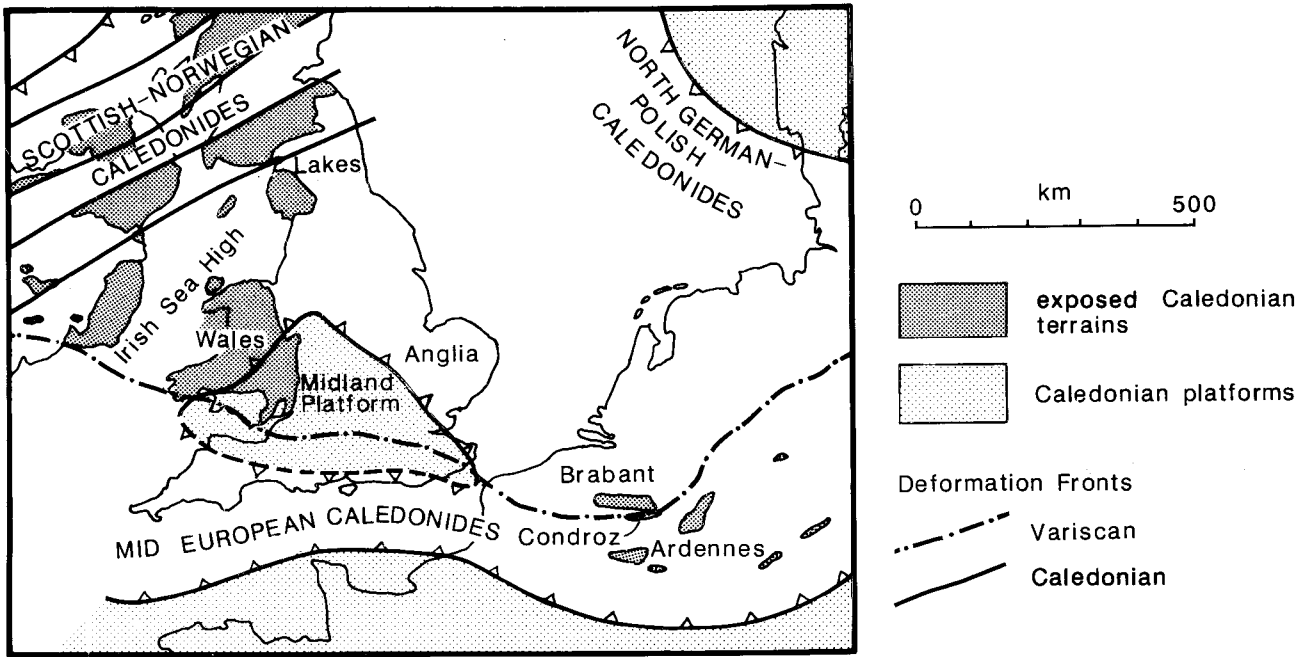 SCOTTISH-NORWEGIAN
CALEDONIDES
NORTH GERMAN-
POLISH
CALEDONIDES
Lakes
Irish Sea High
Wales
Anglia
Midland
Platform
Brabant
MID EUROPEAN CALEDONIDES
Condroz
Ardennes
km
0 500
exposed Caledonian
terrains
Caledonian platforms
Deformation Fronts
Variscan
Caledonian